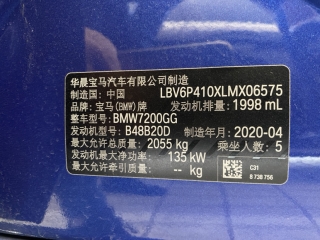 华晨宝马汽车有限公司制造
制造国: 中国 LBV6P410XLMX06575
品牌: 宝马(BMW)牌 发动机排量: 1998 mL
整车型号: BMW7200GG
发动机型号: B48B20D 制造年月: 2020-04
最大允许总质量: 2055 kg 乘坐人数: 5
发动机最大净功率: 135 kW
最大允许牵引质量: -- kg
C31
8 738 756